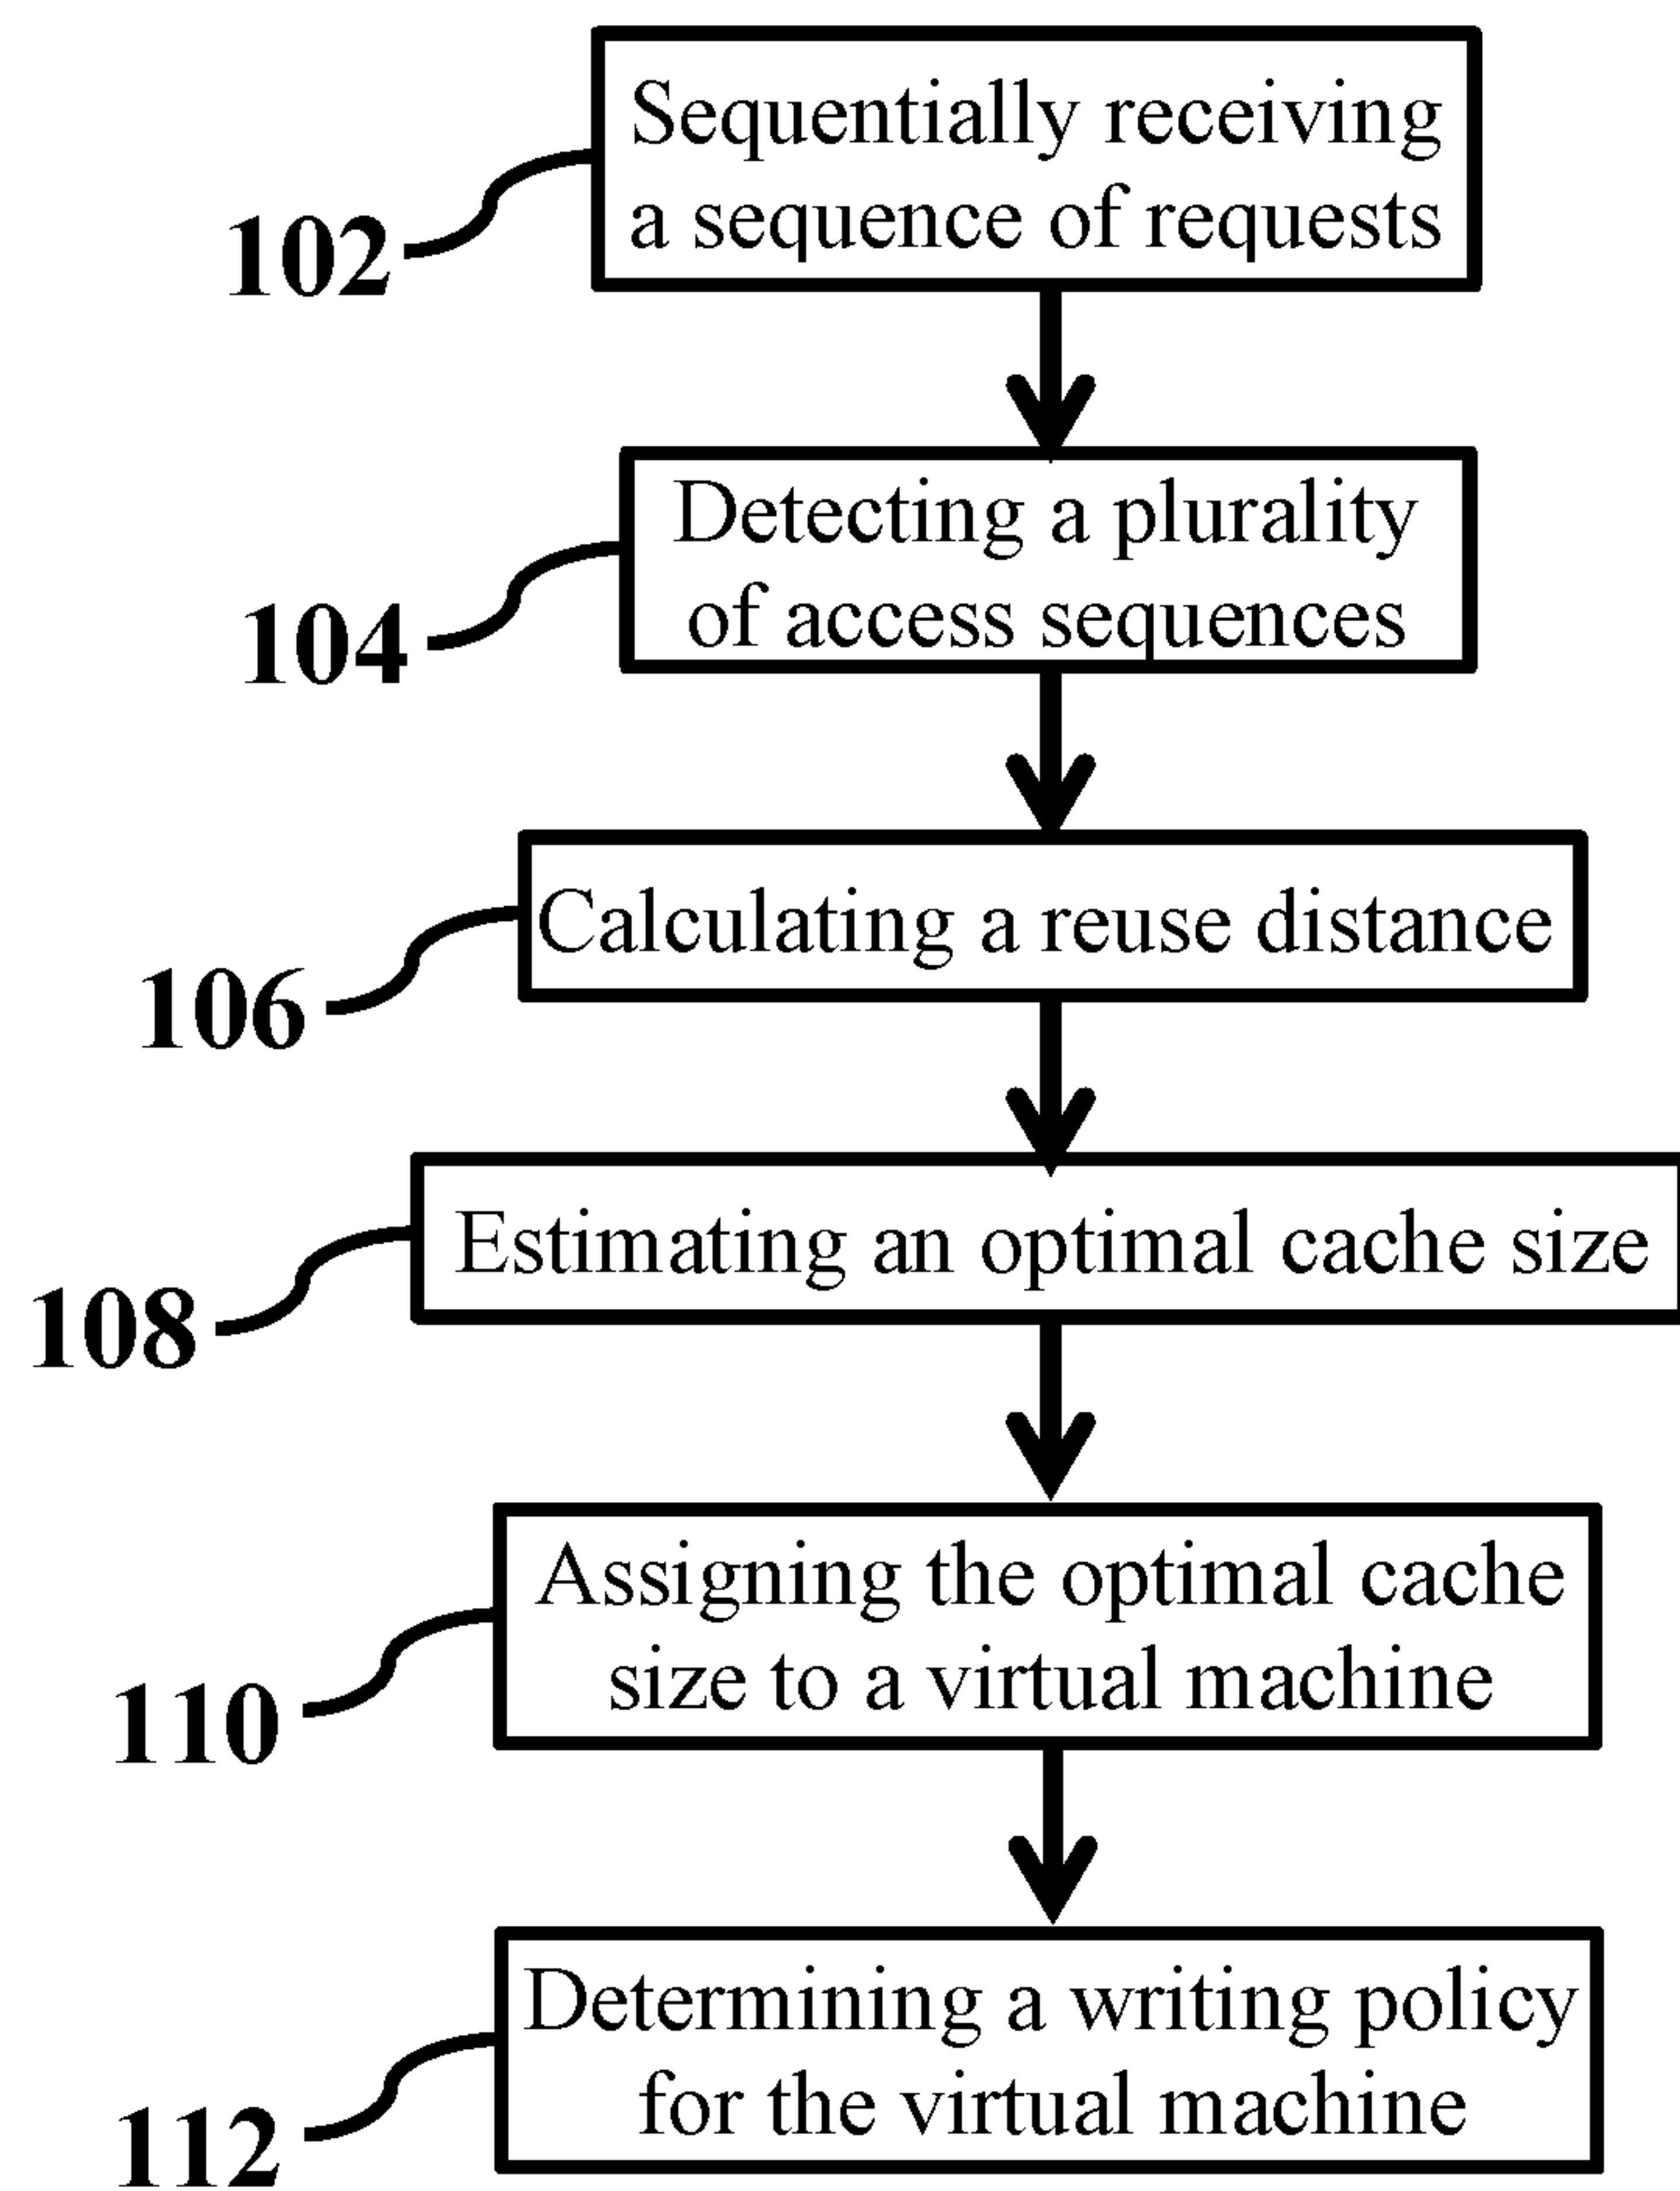 Sequentially receiving
a sequence of requests
102
Detecting a plurality
of access sequences
104
Calculating a reuse distance
106
Estimating an optimal cache size
108
Assigning the optimal cache
size to a virtual machine
110
Determining a writing policy
for the virtual machine
112